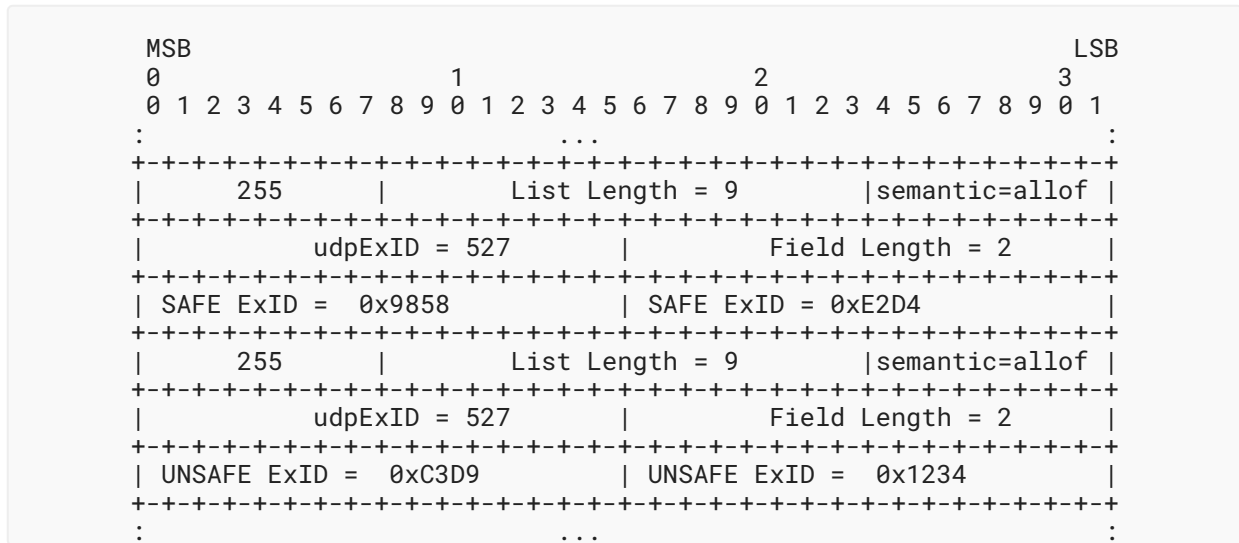 MSB                                                           LSB
0                   1                   2                   3
0 1 2 3 4 5 6 7 8 9 0 1 2 3 4 5 6 7 8 9 0 1 2 3 4 5 6 7 8 9 0 1
:                            ...                                :
+-+-+-+-+-+-+-+-+-+-+-+-+-+-+-+-+-+-+-+-+-+-+-+-+-+-+-+-+-+-+-+-+
|      255      |        List Length = 9        |semantic=allof |
+-+-+-+-+-+-+-+-+-+-+-+-+-+-+-+-+-+-+-+-+-+-+-+-+-+-+-+-+-+-+-+-+
|           udpExID = 527       |         Field Length = 2      |
+-+-+-+-+-+-+-+-+-+-+-+-+-+-+-+-+-+-+-+-+-+-+-+-+-+-+-+-+-+-+-+-+
| SAFE ExID =  0x9858           | SAFE ExID = 0xE2D4            |
+-+-+-+-+-+-+-+-+-+-+-+-+-+-+-+-+-+-+-+-+-+-+-+-+-+-+-+-+-+-+-+-+
|      255      |        List Length = 9        |semantic=allof |
+-+-+-+-+-+-+-+-+-+-+-+-+-+-+-+-+-+-+-+-+-+-+-+-+-+-+-+-+-+-+-+-+
|           udpExID = 527       |         Field Length = 2      |
+-+-+-+-+-+-+-+-+-+-+-+-+-+-+-+-+-+-+-+-+-+-+-+-+-+-+-+-+-+-+-+-+
| UNSAFE ExID =  0xC3D9         | UNSAFE ExID =  0x1234         |
+-+-+-+-+-+-+-+-+-+-+-+-+-+-+-+-+-+-+-+-+-+-+-+-+-+-+-+-+-+-+-+-+
:                            ...                                :